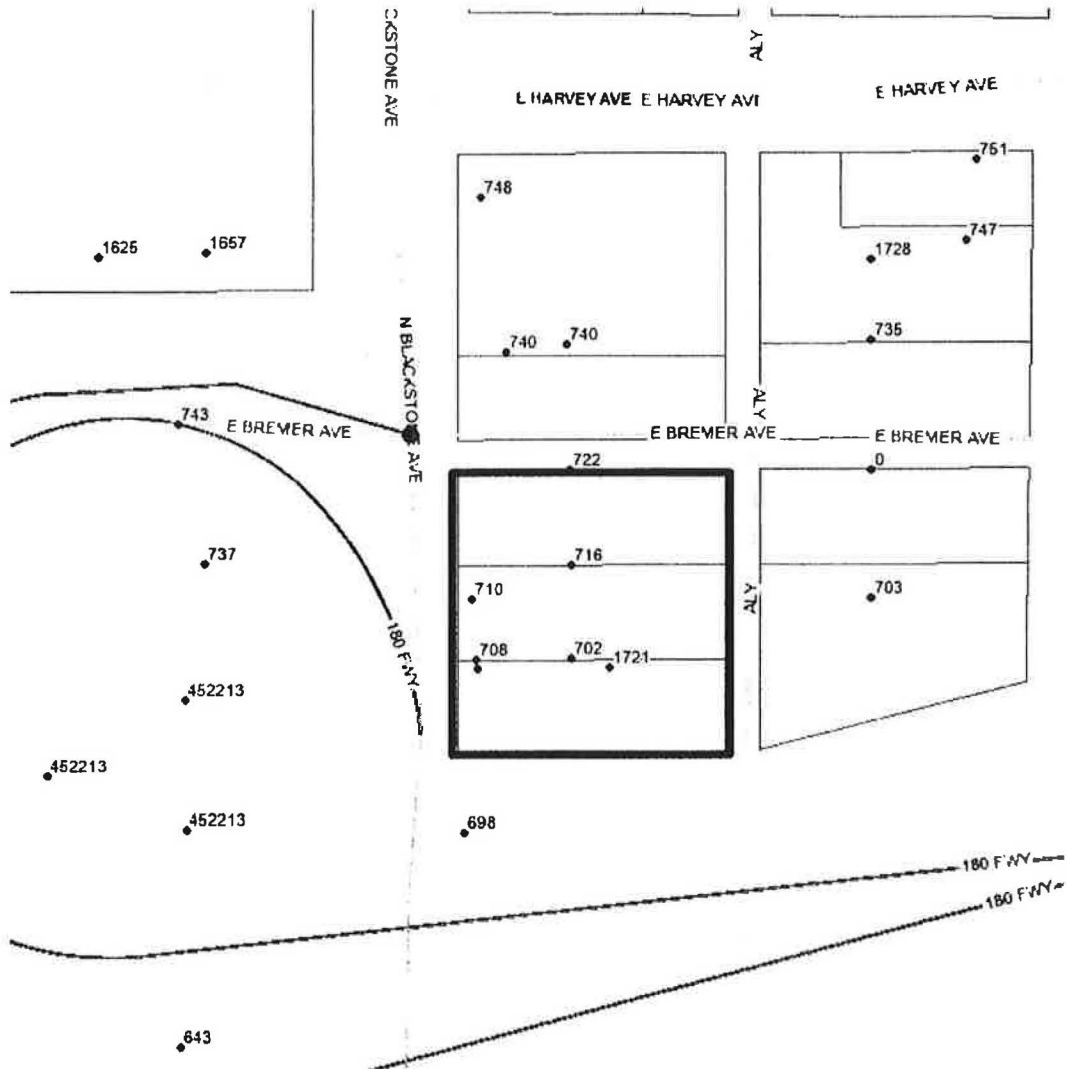 CKSTONE AVE
ALY
E HARVEY AVE
E HARVEY AVE
E HARVEY AVE
751
748
747
1625
1657
1728
740
740
735
N BLACKSTONE AVE
ALY
743
E BREMER AVE
E BREMER AVE
E BREMER AVE
722
0
737
716
710
ALY
703
180 FWY
708
702
1721
452213
452213
452213
698
180 FWY
180 FWY
643